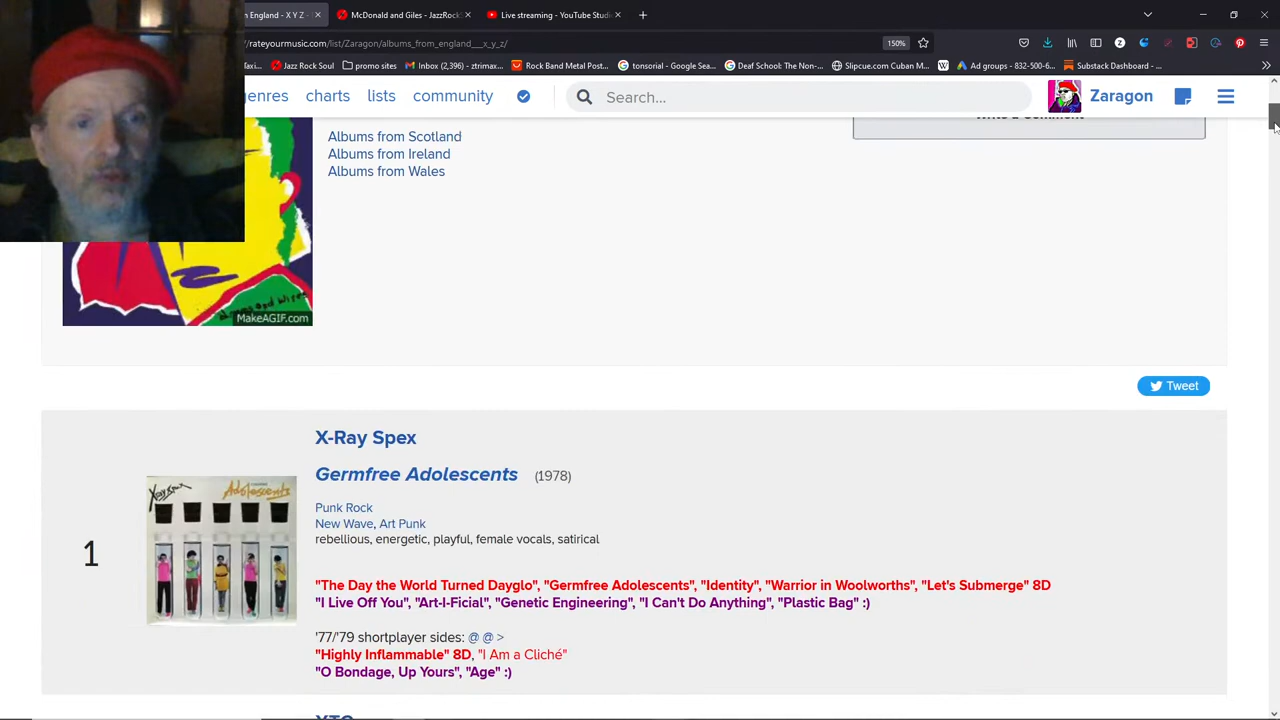 n England - X Y Z -
McDonald and Giles - JazzRockS
Live streaming - YouTube Studi
//rateyourmusic.com/list/Zaragon/albums_from_england__x_y_z/
150%
axi...
Jazz Rock Soul
promo sites
Inbox (2,396) - ztrimax...
Rock Band Metal Post...
tonsorial - Google Sea...
Deaf School: The Non-...
Slipcue.com Cuban M...
Ad groups - 832-500-6...
Substack Dashboard -...
enres
charts
lists
community
Search...
Zaragon
Write a Comment
Albums from Scotland
Albums from Ireland
Albums from Wales
MakeAGIF.com
Tweet
X-Ray Spex
Germfree Adolescents (1978)
Punk Rock
New Wave, Art Punk
rebellious, energetic, playful, female vocals, satirical
1
"The Day the World Turned Dayglo", "Germfree Adolescents", "Identity", "Warrior in Woolworths", "Let's Submerge" 8D
"I Live Off You", "Art-I-Ficial", "Genetic Engineering", "I Can't Do Anything", "Plastic Bag" :)
'77/'79 shortplayer sides: @ @ >
"Highly Inflammable" 8D, "I Am a Cliché"
"O Bondage, Up Yours", "Age" :)
XTC